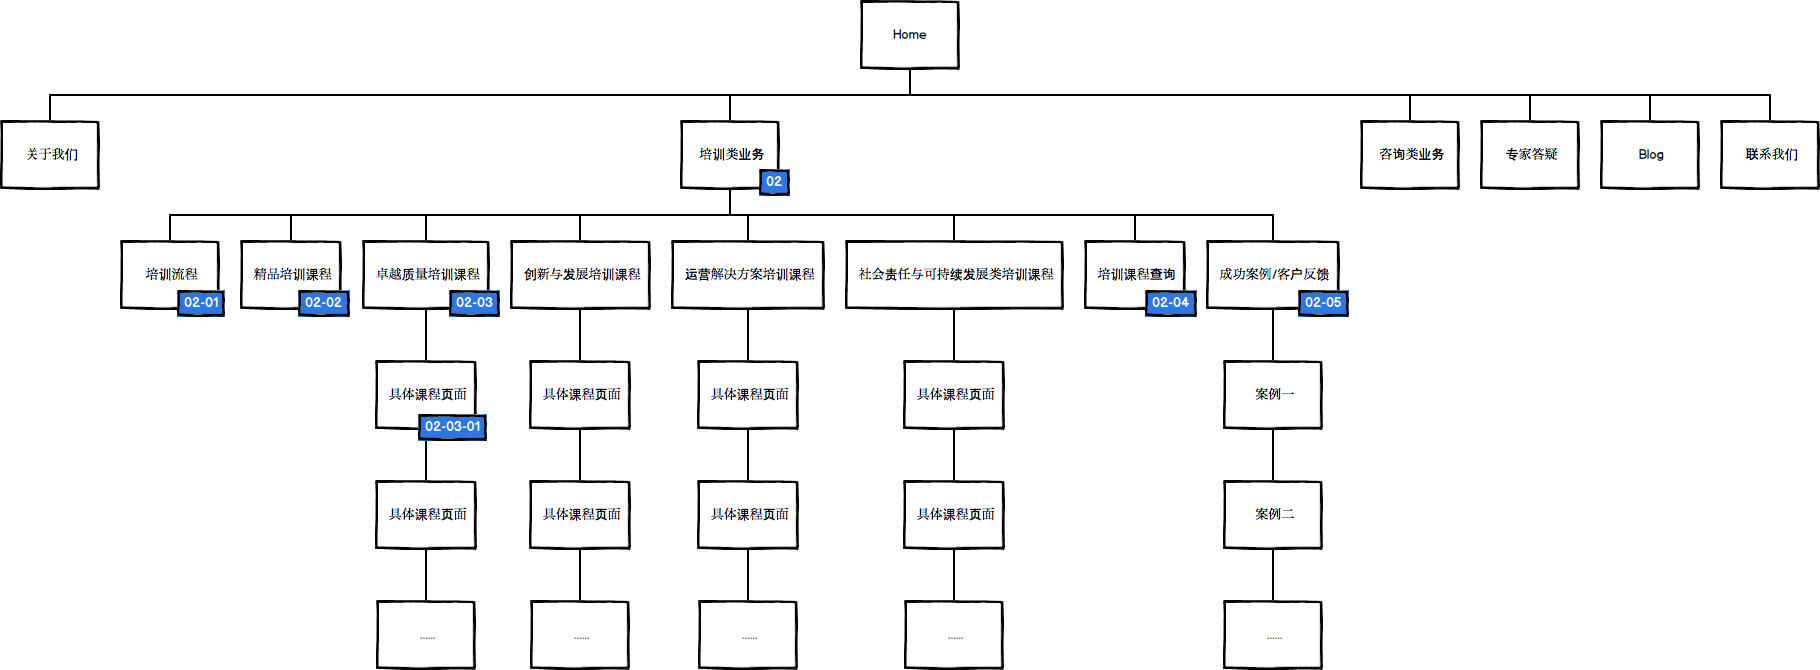 Home
关于我们
培训类业务
02
咨询类业务
专家答疑
Blog
联系我们
培训流程
02-01
精品培训课程
02-02
卓越质量培训课程
02-03
创新与发展培训课程
运营解决方案培训课程
社会责任与可持续发展类培训课程
培训课程查询
02-04
成功案例/客户反馈
02-05
具体课程页面
02-03-01
具体课程页面
具体课程页面
具体课程页面
案例一
具体课程页面
具体课程页面
具体课程页面
具体课程页面
案例二
......
......
......
......
......